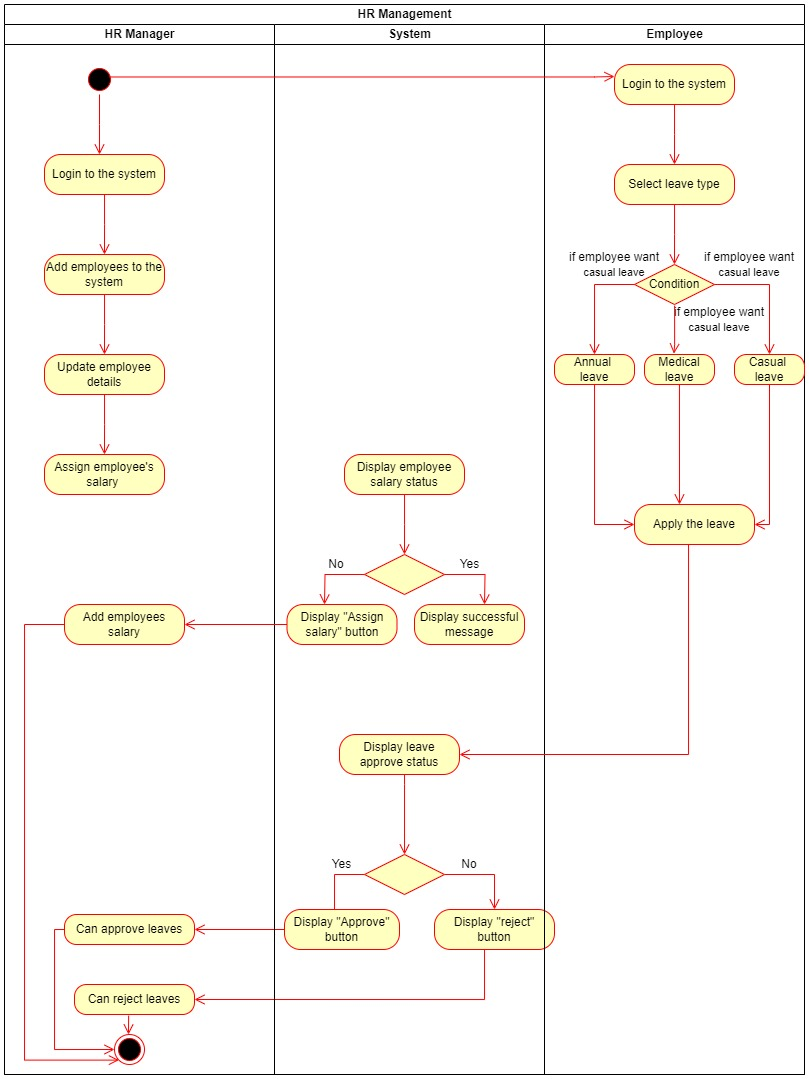 HR Management
HR Manager
System
Employee
Login to the system
Login to the system
Select leave type
Add employees to the
system
if employee want
casual leave
if employee want
casual leave
Condition
if employee want
casual leave
Update employee
details
Annual
leave
Medical
leave
Casual
leave
Assign employee's
salary
Display employee
salary status
Apply the leave
No
Yes
Add employees
salary
Display "Assign
salary" button
Display successful
message
Display leave
approve status
Yes
No
Can approve leaves
Display "Approve"
button
Display "reject"
button
Can reject leaves